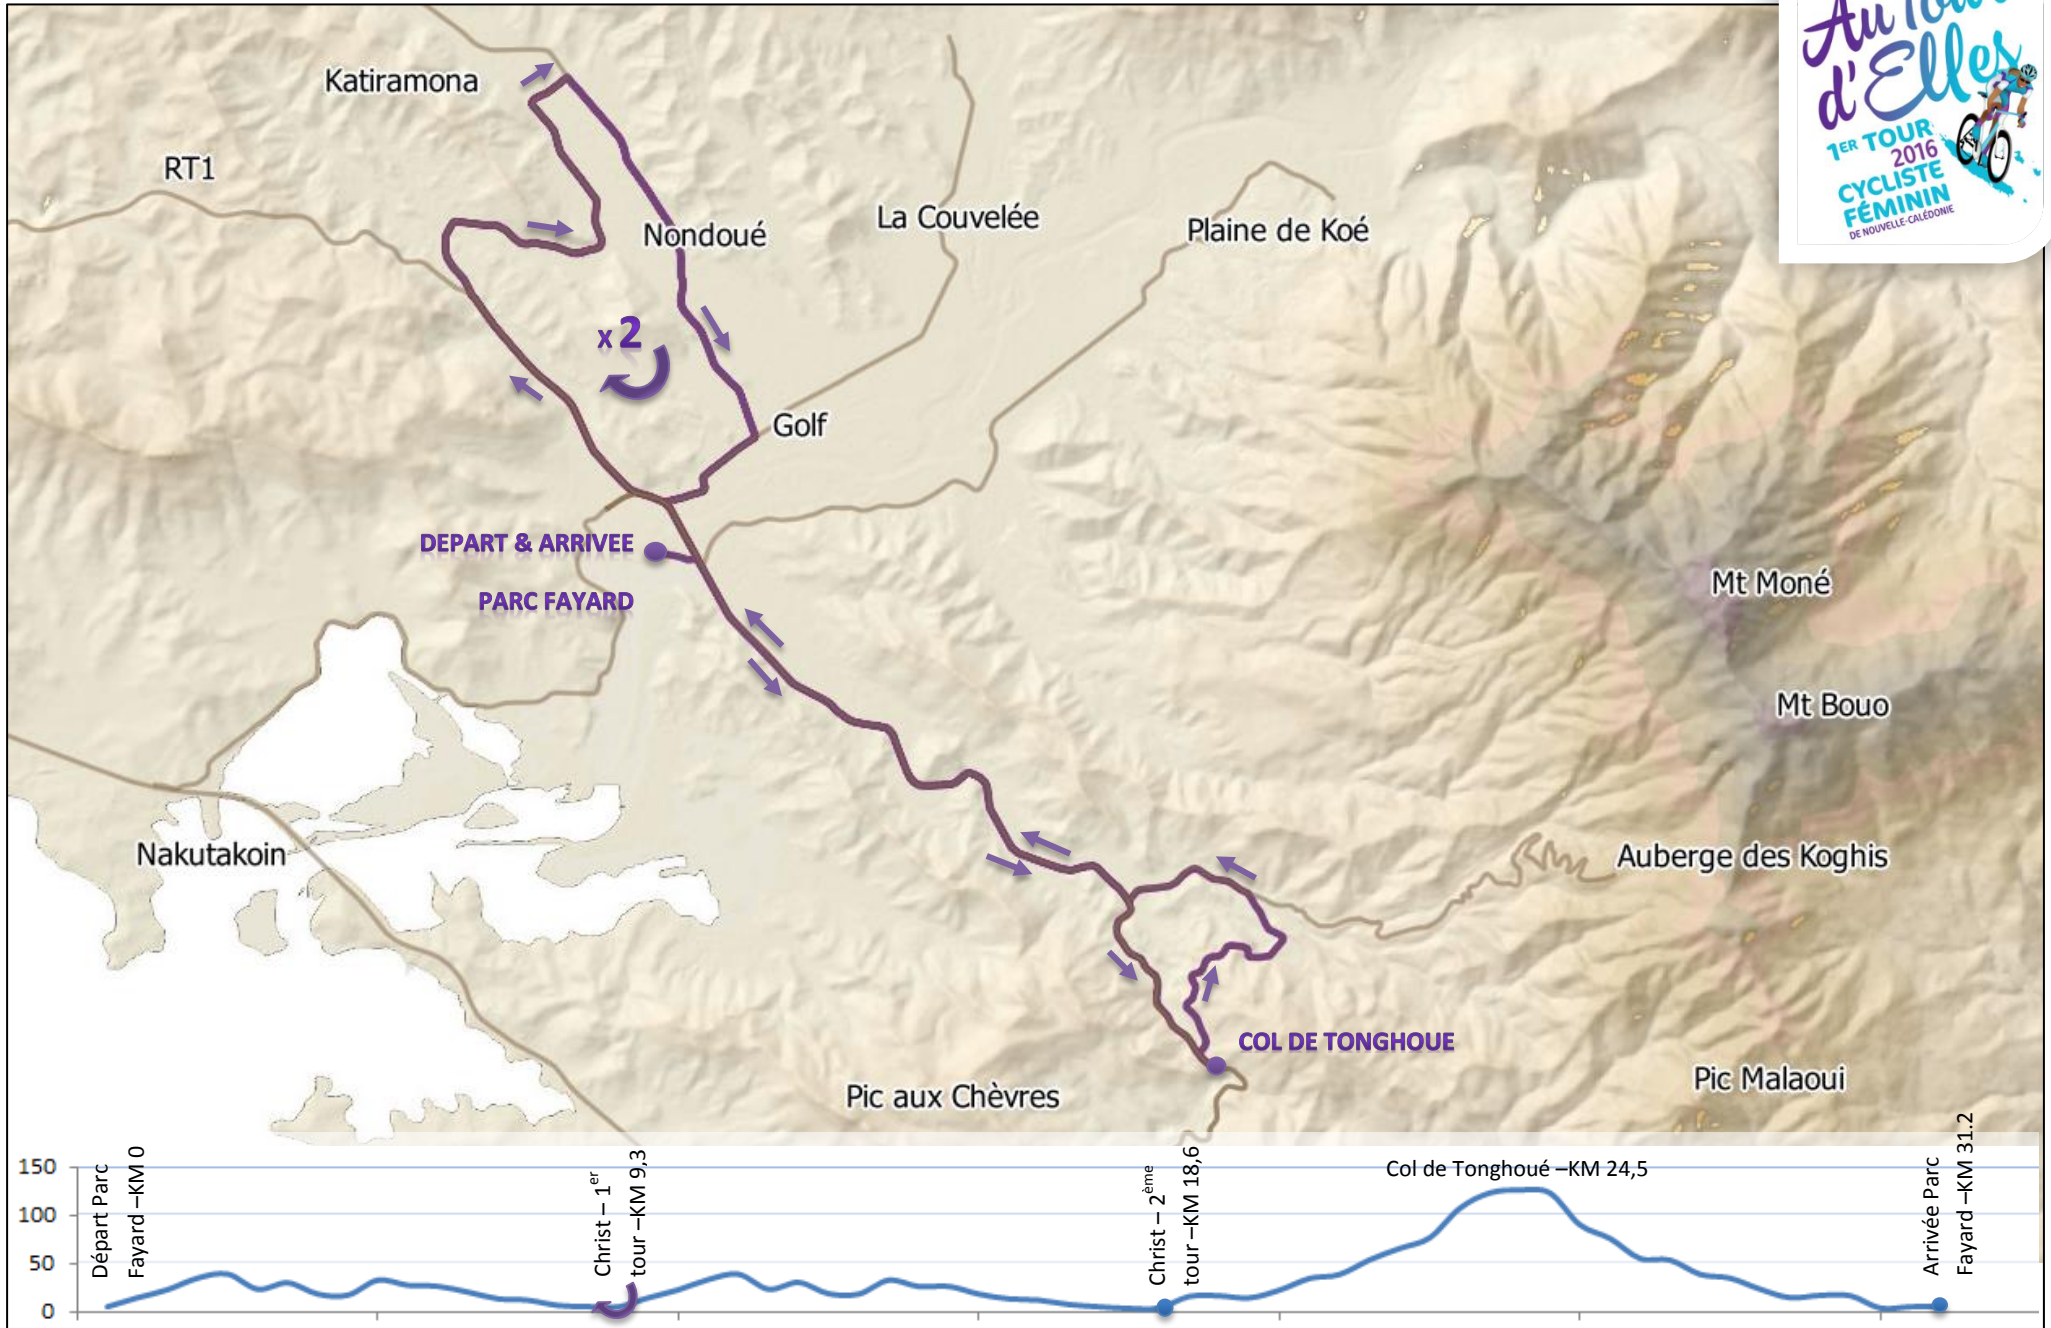 Au Tour
d'Elles
1ER TOUR
2016
CYCLISTE
FÉMININ
DE NOUVELLE-CALÉDONIE
Katiramona
RT1
Nondoué
La Couvelée
Plaine de Koé
x 2
Golf
DEPART & ARRIVEE
PARC FAYARD
Mt Moné
Mt Bouo
Nakutakoin
Auberge des Koghis
COL DE TONGHOUE
Pic aux Chèvres
Pic Malaoui
150
100
50
0
Départ Parc
Fayard –KM 0
Christ – 1er
tour –KM 9,3
Christ – 2ème
tour –KM 18,6
Col de Tonghoué –KM 24,5
Arrivée Parc
Fayard –KM 31.2